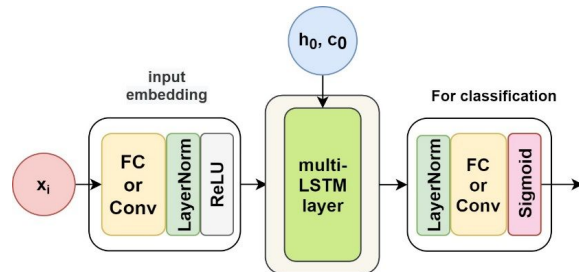 h0, c0
input
embedding
For classification
xi
FC
or
Conv
LayerNorm
ReLU
multi-
LSTM
layer
LayerNorm
FC
or
Conv
Sigmoid